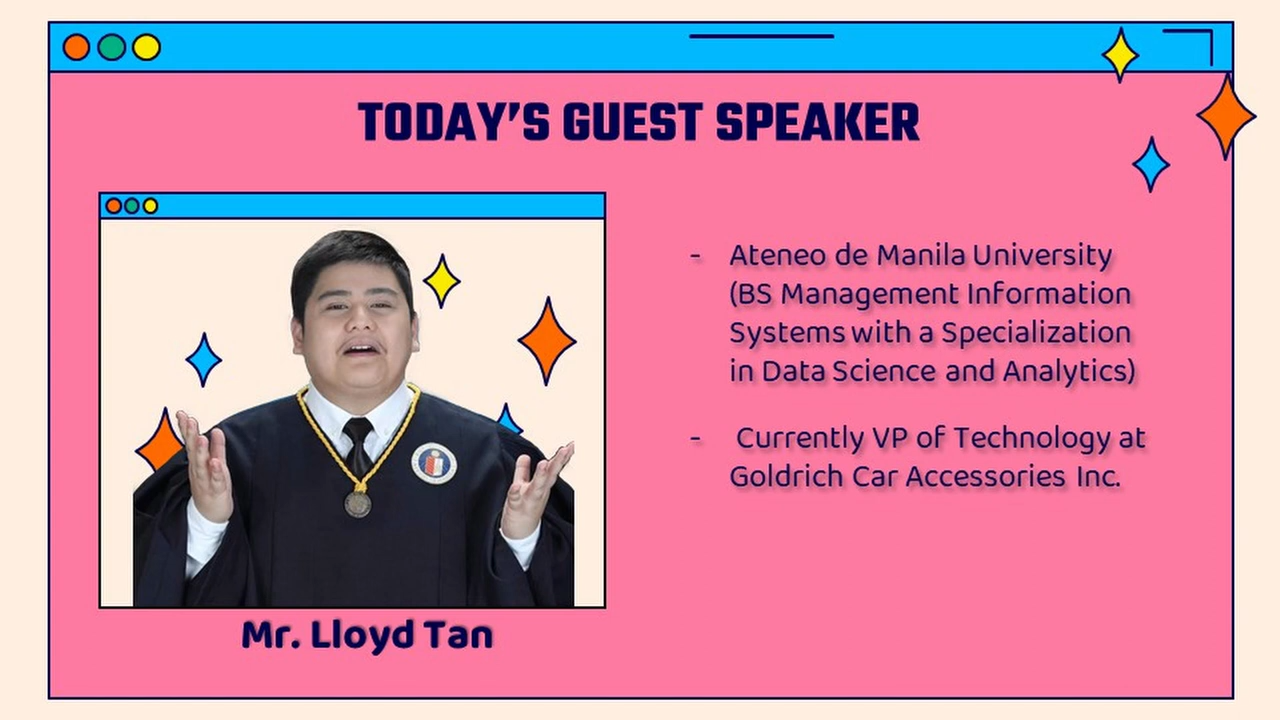 TODAY’S GUEST SPEAKER
- Ateneo de Manila University
(BS Management Information
Systems with a Specialization
in Data Science and Analytics)
- Currently VP of Technology at
Goldrich Car Accessories Inc.
Mr. Lloyd Tan